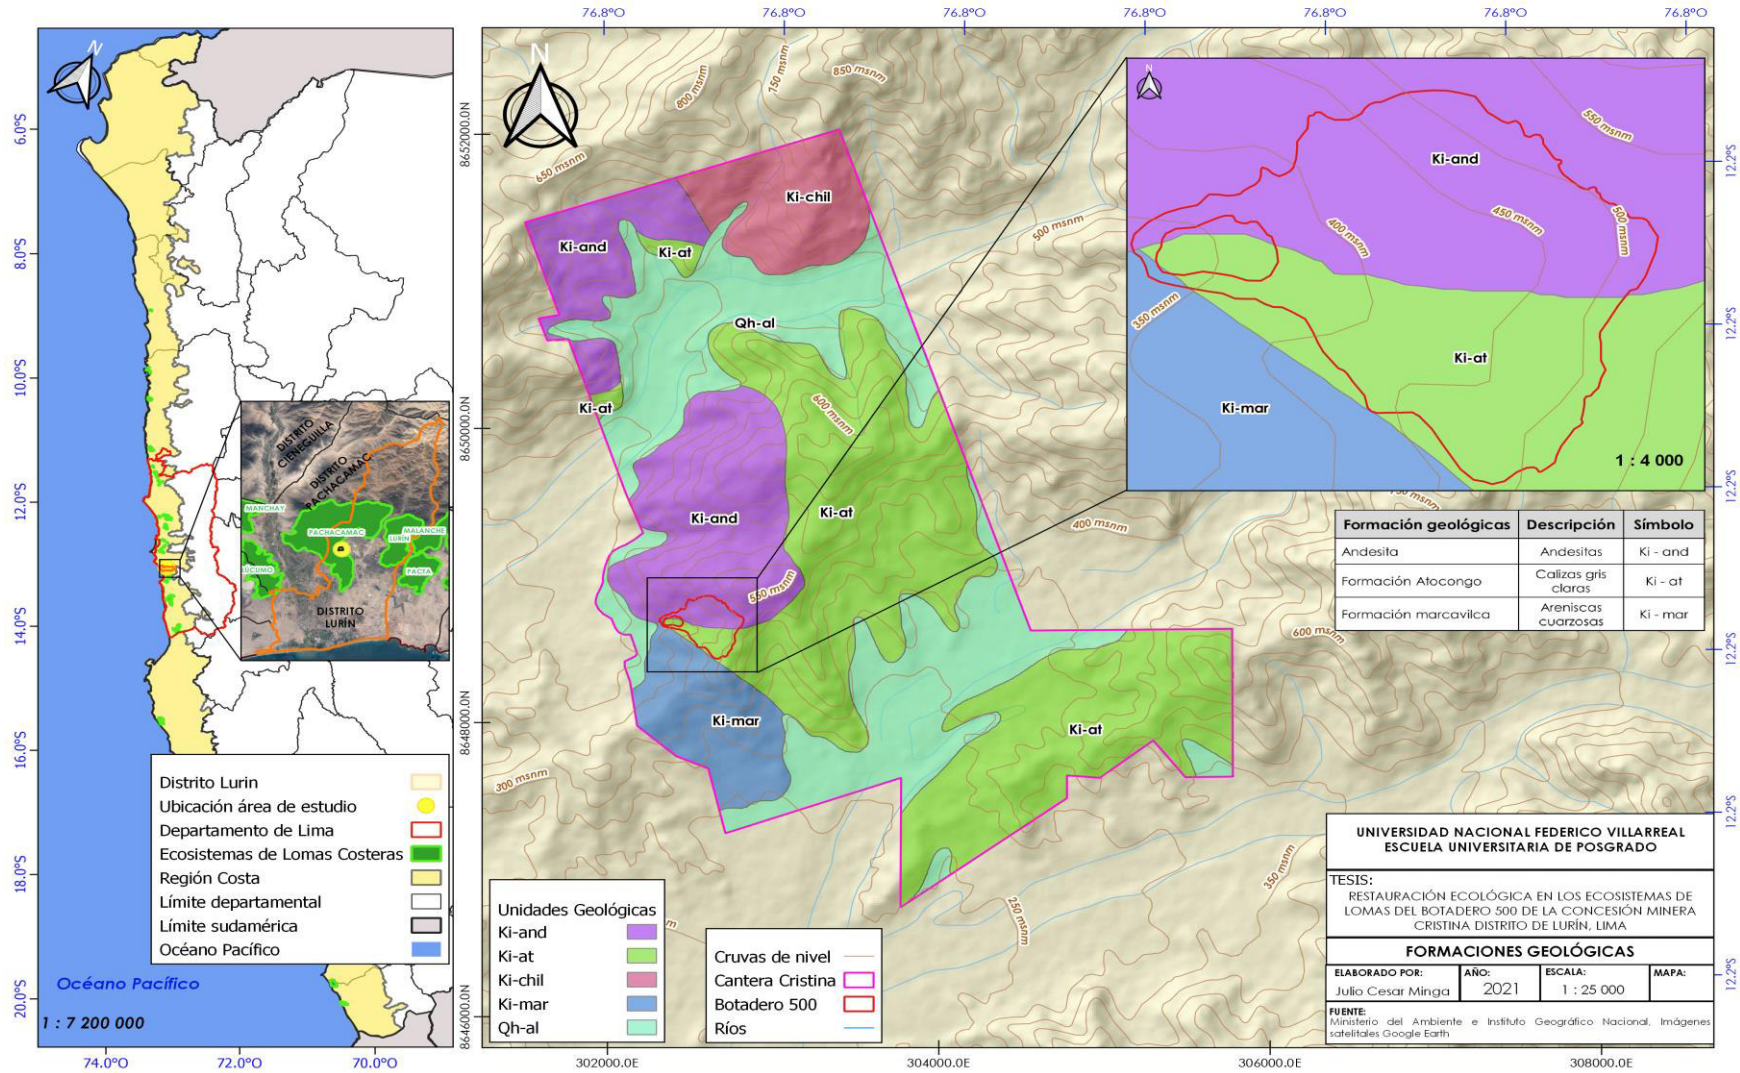 76.8°O
76.8°O
76.8°O
76.8°O
76.8°O
76.8°O
76.8°O
N
6.0°S
8.0°S
10.0°S
12.0°S
14.0°S
16.0°S
18.0°S
20.0°S
DISTRITO
CIENEGUILLA
DISTRITO
PACHACAMAC
MANCHAY
PACHACAMAC
MALANCHE
LURÍN
LÚCUMO
PACTA
DISTRITO
LURÍN
Distrito Lurin
Ubicación área de estudio
Departamento de Lima
Ecosistemas de Lomas Costeras
Región Costa
Límite departamental
Límite sudamérica
Océano Pacífico
Océano Pacífico
1 : 7 200 000
74.0°O
72.0°O
70.0°O
8652000.0N
8650000.0N
8648000.0N
8646000.0N
N
650 msnm
800 msnm
750 msnm
850 msnm
500 msnm
Ki-chil
Ki-and
Ki-at
Qh-al
Ki-at
600 msnm
Ki-and
Ki-at
400 msnm
550 msnm
600 msnm
Ki-mar
Ki-at
300 msnm
350 msnm
250 msnm
N
550 msnm
Ki-and
450 msnm
500 msnm
400 msnm
350 msnm
Ki-at
Ki-mar
1 : 4 000
12.2°S
12.2°S
12.2°S
12.2°S
12.2°S
12.2°S
Formación geológicas Descripción Símbolo
Andesita Andesitas Ki - and
Formación Atocongo Calizas gris claras Ki - at
Formación marcavilca Areniscas cuarzosas Ki - mar
Unidades Geológicas
Ki-and
Ki-at
Ki-chil
Ki-mar
Qh-al
Cruvas de nivel
Cantera Cristina
Botadero 500
Ríos
UNIVERSIDAD NACIONAL FEDERICO VILLARREAL
ESCUELA UNIVERSITARIA DE POSGRADO
TESIS:
RESTAURACIÓN ECOLÓGICA EN LOS ECOSISTEMAS DE
LOMAS DEL BOTADERO 500 DE LA CONCESIÓN MINERA
CRISTINA DISTRITO DE LURÍN, LIMA
FORMACIONES GEOLÓGICAS
ELABORADO POR: AÑO: ESCALA: MAPA:
Julio Cesar Minga 2021 1 : 25 000
FUENTE:
Ministerio del Ambiente e Instituto Geográfico Nacional, Imágenes
satelitales Google Earth
302000.0E
304000.0E
306000.0E
308000.0E